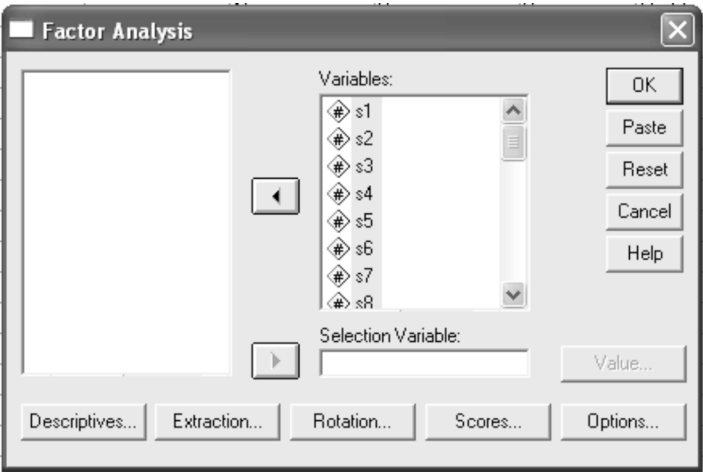 Factor Analysis
Variables:
# s1
# s2
# s3
# s4
# s5
# s6
# s7
# s8
Selection Variable:
OK
Paste
Reset
Cancel
Help
Value...
Descriptives...
Extraction...
Rotation...
Scores...
Options...